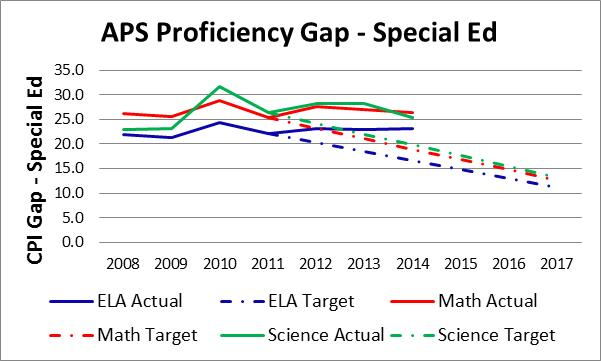 APS Proficiency Gap - Special Ed
CPI Gap - Special Ed
35.0
30.0
25.0
20.0
15.0
10.0
5.0
0.0
2008 2009 2010 2011 2012 2013 2014 2015 2016 2017
ELA Actual ELA Target Math Actual
Math Target Science Actual Science Target